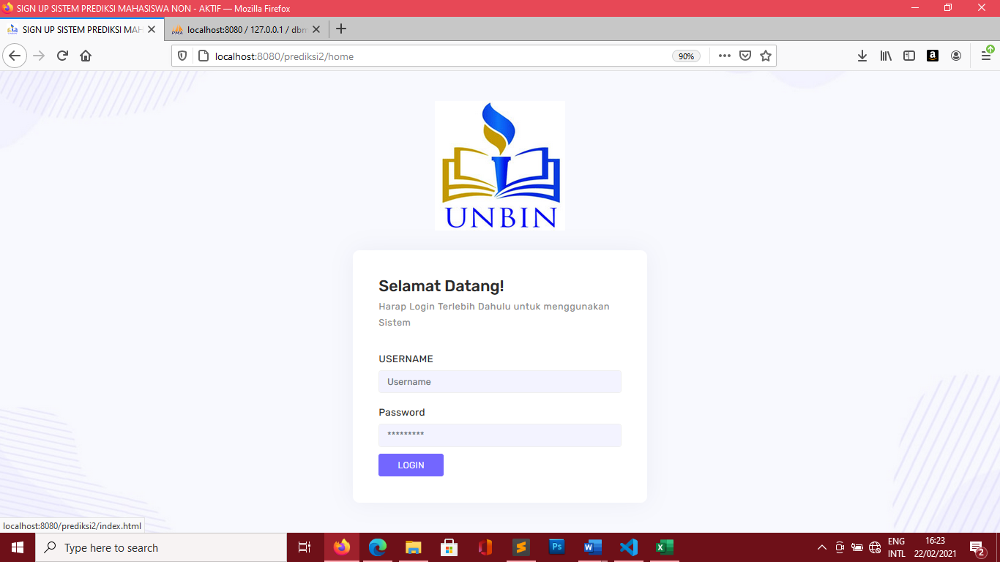 SIGN UP SISTEM PREDIKSI MAHASISWA NON - AKTIF — Mozilla Firefox
SIGN UP SISTEM PREDIKSI MAH
localhost:8080 / 127.0.0.1 / dbm
localhost:8080/prediksi2/home
90%
UNBIN
Selamat Datang!
Harap Login Terlebih Dahulu untuk menggunakan
Sistem
USERNAME
Username
Password
*********
LOGIN
localhost:8080/prediksi2/index.html
Type here to search
ENG
INTL
16:23
22/02/2021
2